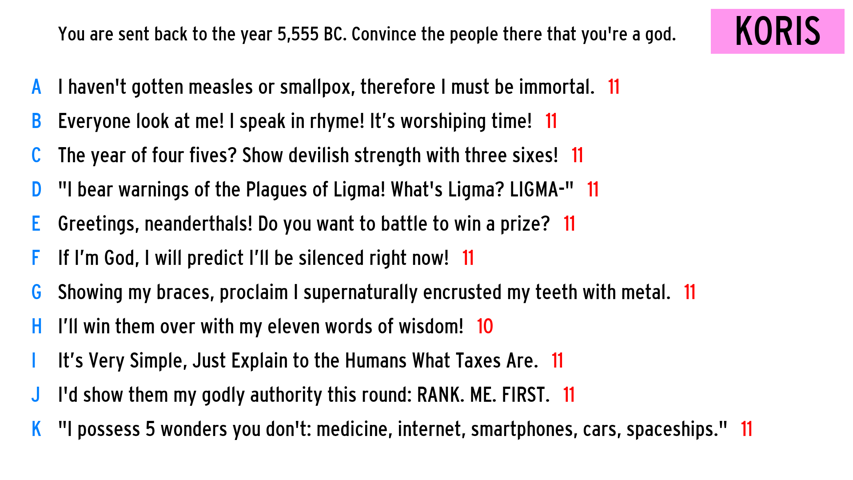 You are sent back to the year 5,555 BC. Convince the people there that you're a god.
KORIS
A I haven't gotten measles or smallpox, therefore I must be immortal. 11
B Everyone look at me! I speak in rhyme! It’s worshiping time! 11
C The year of four fives? Show devilish strength with three sixes! 11
D "I bear warnings of the Plagues of Ligma! What's Ligma? LIGMA-" 11
E Greetings, neanderthals! Do you want to battle to win a prize? 11
F If I’m God, I will predict I’ll be silenced right now! 11
G Showing my braces, proclaim I supernaturally encrusted my teeth with metal. 11
H I’ll win them over with my eleven words of wisdom! 10
I It’s Very Simple, Just Explain to the Humans What Taxes Are. 11
J I'd show them my godly authority this round: RANK. ME. FIRST. 11
K "I possess 5 wonders you don't: medicine, internet, smartphones, cars, spaceships." 11